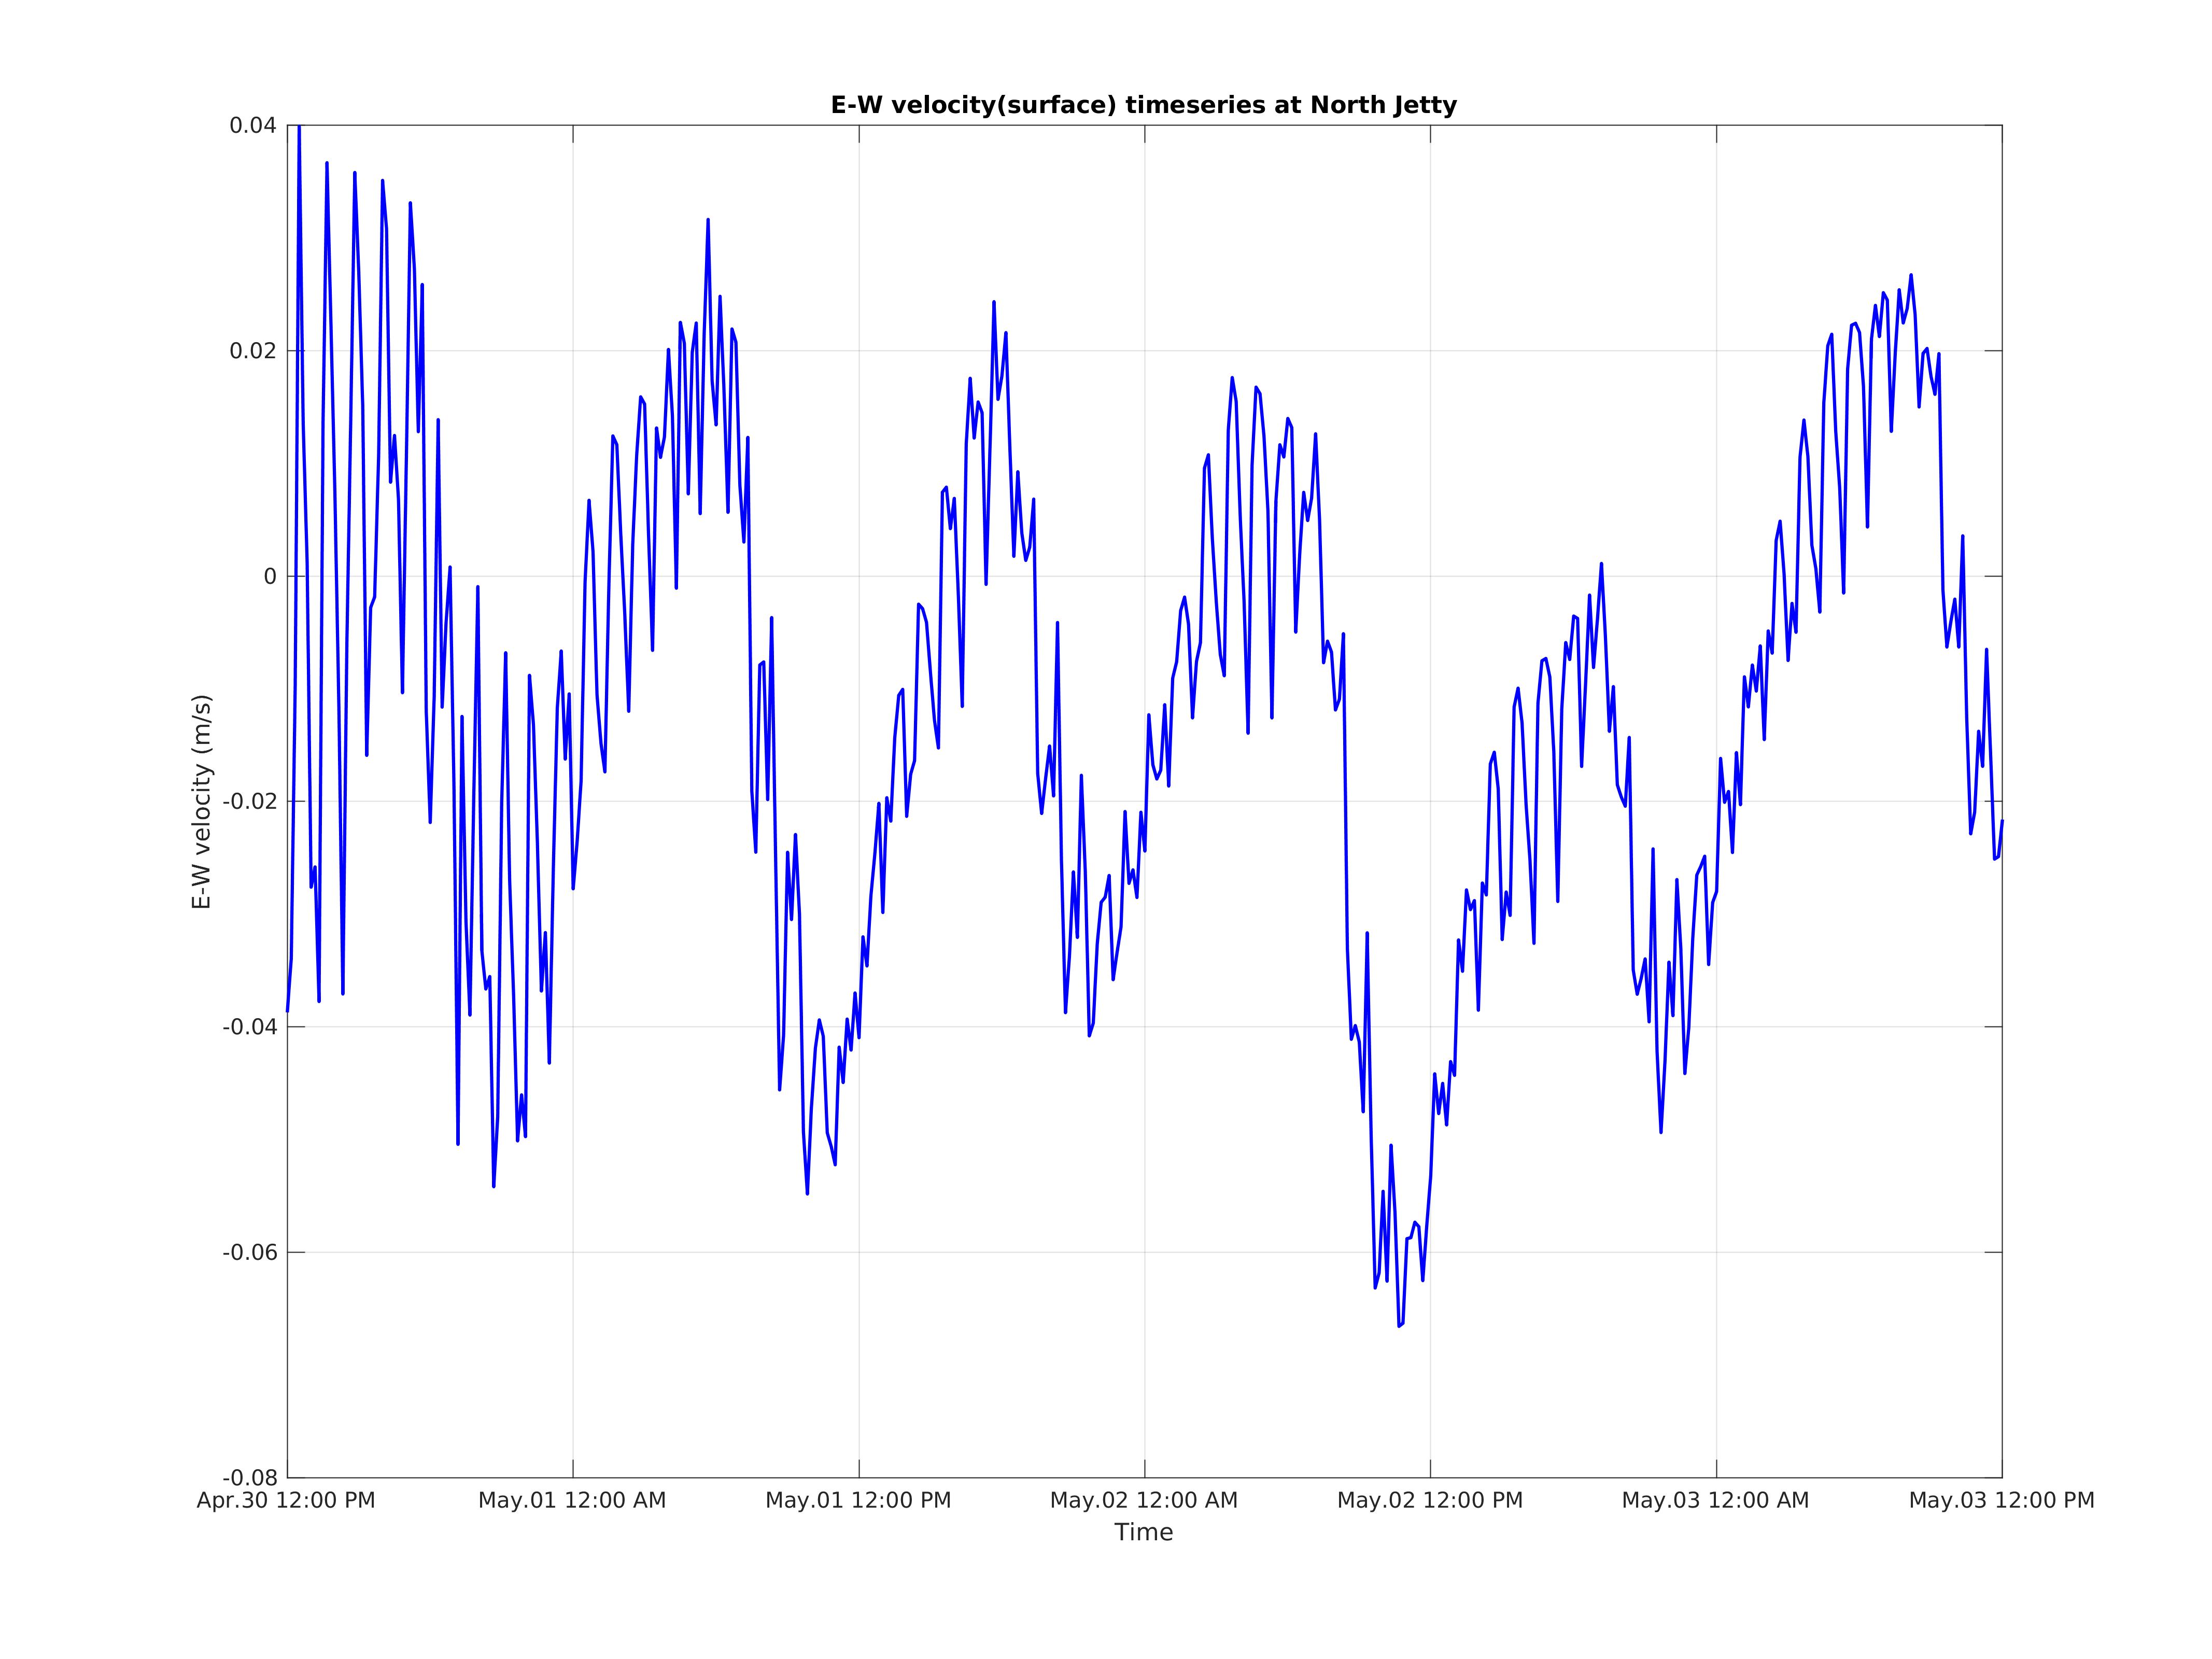 E-W velocity(surface) timeseries at North Jetty
0.04
0.02
0
-0.02
-0.04
-0.06
-0.08
E-W velocity (m/s)
Apr.30 12:00 PM May.01 12:00 AM May.01 12:00 PM May.02 12:00 AM May.02 12:00 PM May.03 12:00 AM May.03 12:00 PM
Time